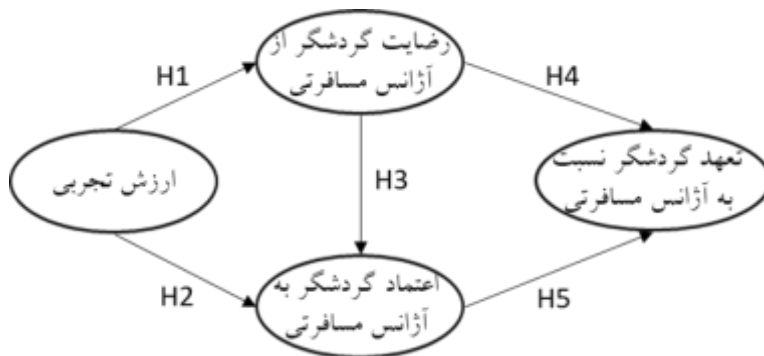 رضایت گردشگر از
آژانس مسافرتی
H1
H4
ارزش تجربی
H3
تعهد گردشگر نسبت
به آژانس مسافرتی
H2
اعتماد گردشگر به
آژانس مسافرتی
H5